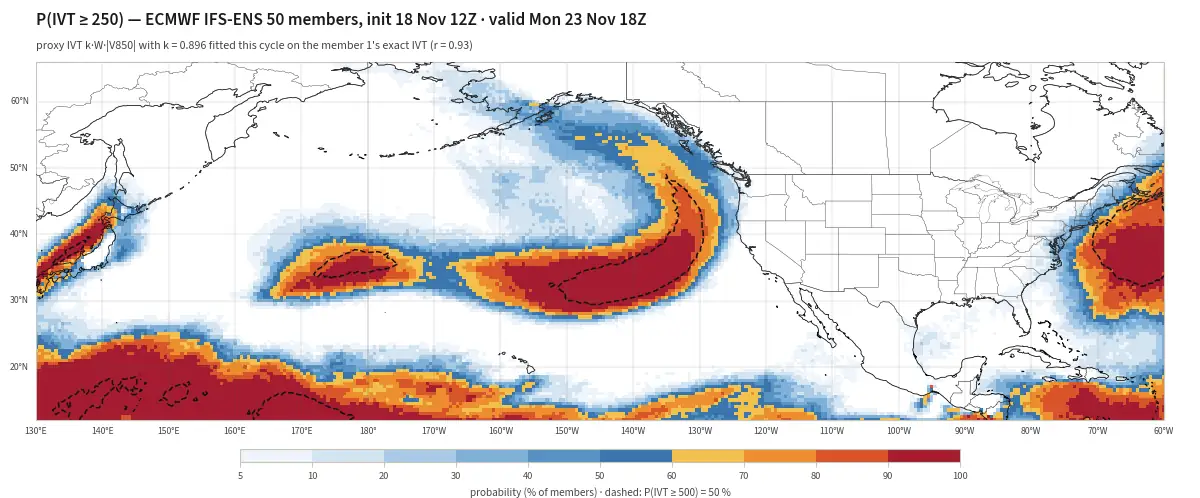 P(IVT ≥ 250) — ECMWF IFS-ENS 50 members, init 18 Nov 12Z · valid Mon 23 Nov 18Z
proxy IVT k·W·|V850| with k = 0.896 fitted this cycle on the member 1's exact IVT (r = 0.93)
60°N
50°N
40°N
30°N
20°N
130°E 140°E 150°E 160°E 170°E 180° 170°W 160°W 150°W 140°W 130°W 120°W 110°W 100°W 90°W 80°W 70°W 60°W
5 10 20 30 40 50 60 70 80 90 100
probability (% of members) · dashed: P(IVT ≥ 500) = 50 %